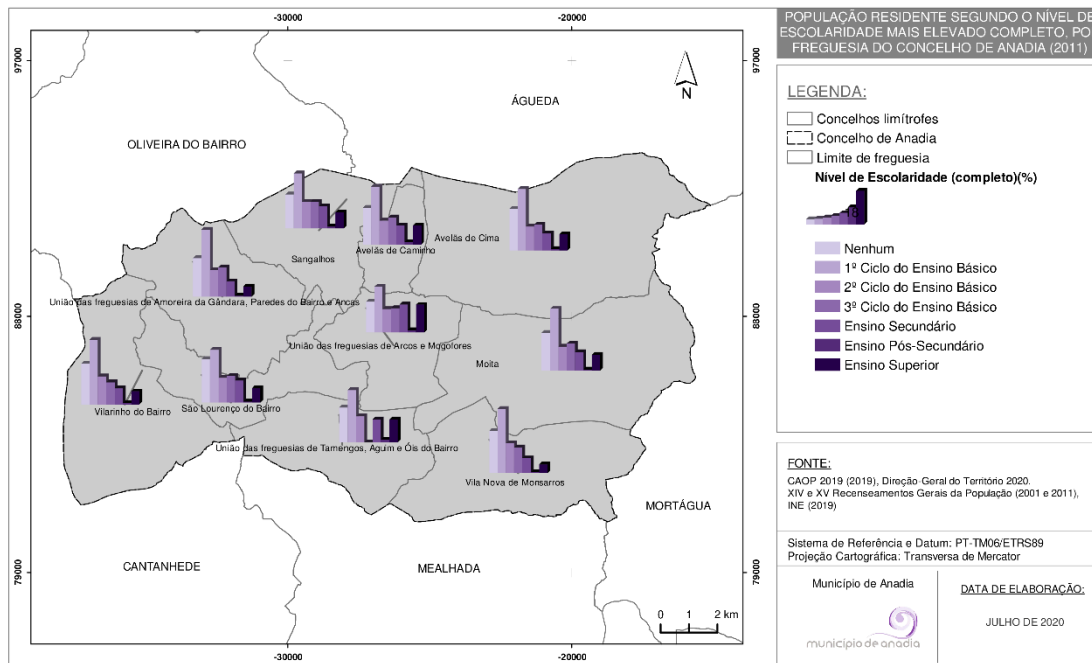 -30000
-20000
97000
97000
ÁGUEDA
N
OLIVEIRA DO BAIRRO
Avelãs de Cima
Avelãs de Caminho
Sangalhos
União das freguesias de Amoreira da Gândara, Paredes do Bairro e Ancas
88000
88000
União das freguesias de Arcos e Mogofores
Moita
São Lourenço do Bairro
Vilarinho do Bairro
União das freguesias de Tamengos, Aguim e Óis do Bairro
Vila Nova de Monsarros
MORTÁGUA
CANTANHEDE
MEALHADA
79000
79000
0 1 2 km
-30000
-20000
POPULAÇÃO RESIDENTE SEGUNDO O NÍVEL DE
ESCOLARIDADE MAIS ELEVADO COMPLETO, PO
FREGUESIA DO CONCELHO DE ANADIA (2011)
LEGENDA:
Concelhos limítrofes
Concelho de Anadia
Limite de freguesia
Nível de Escolaridade (completo)(%)
Nenhum
1º Ciclo do Ensino Básico
2º Ciclo do Ensino Básico
3º Ciclo do Ensino Básico
Ensino Secundário
Ensino Pós-Secundário
Ensino Superior
FONTE:
CAOP 2019 (2019), Direção-Geral do Território 2020.
XIV e XV Recenseamentos Gerais da População (2001 e 2011),
INE (2019)
Sistema de Referência e Datum: PT-TM06/ETRS89
Projeção Cartográfica: Transversa de Mercator
Município de Anadia
município de anadia
DATA DE ELABORAÇÃO:
JULHO DE 2020